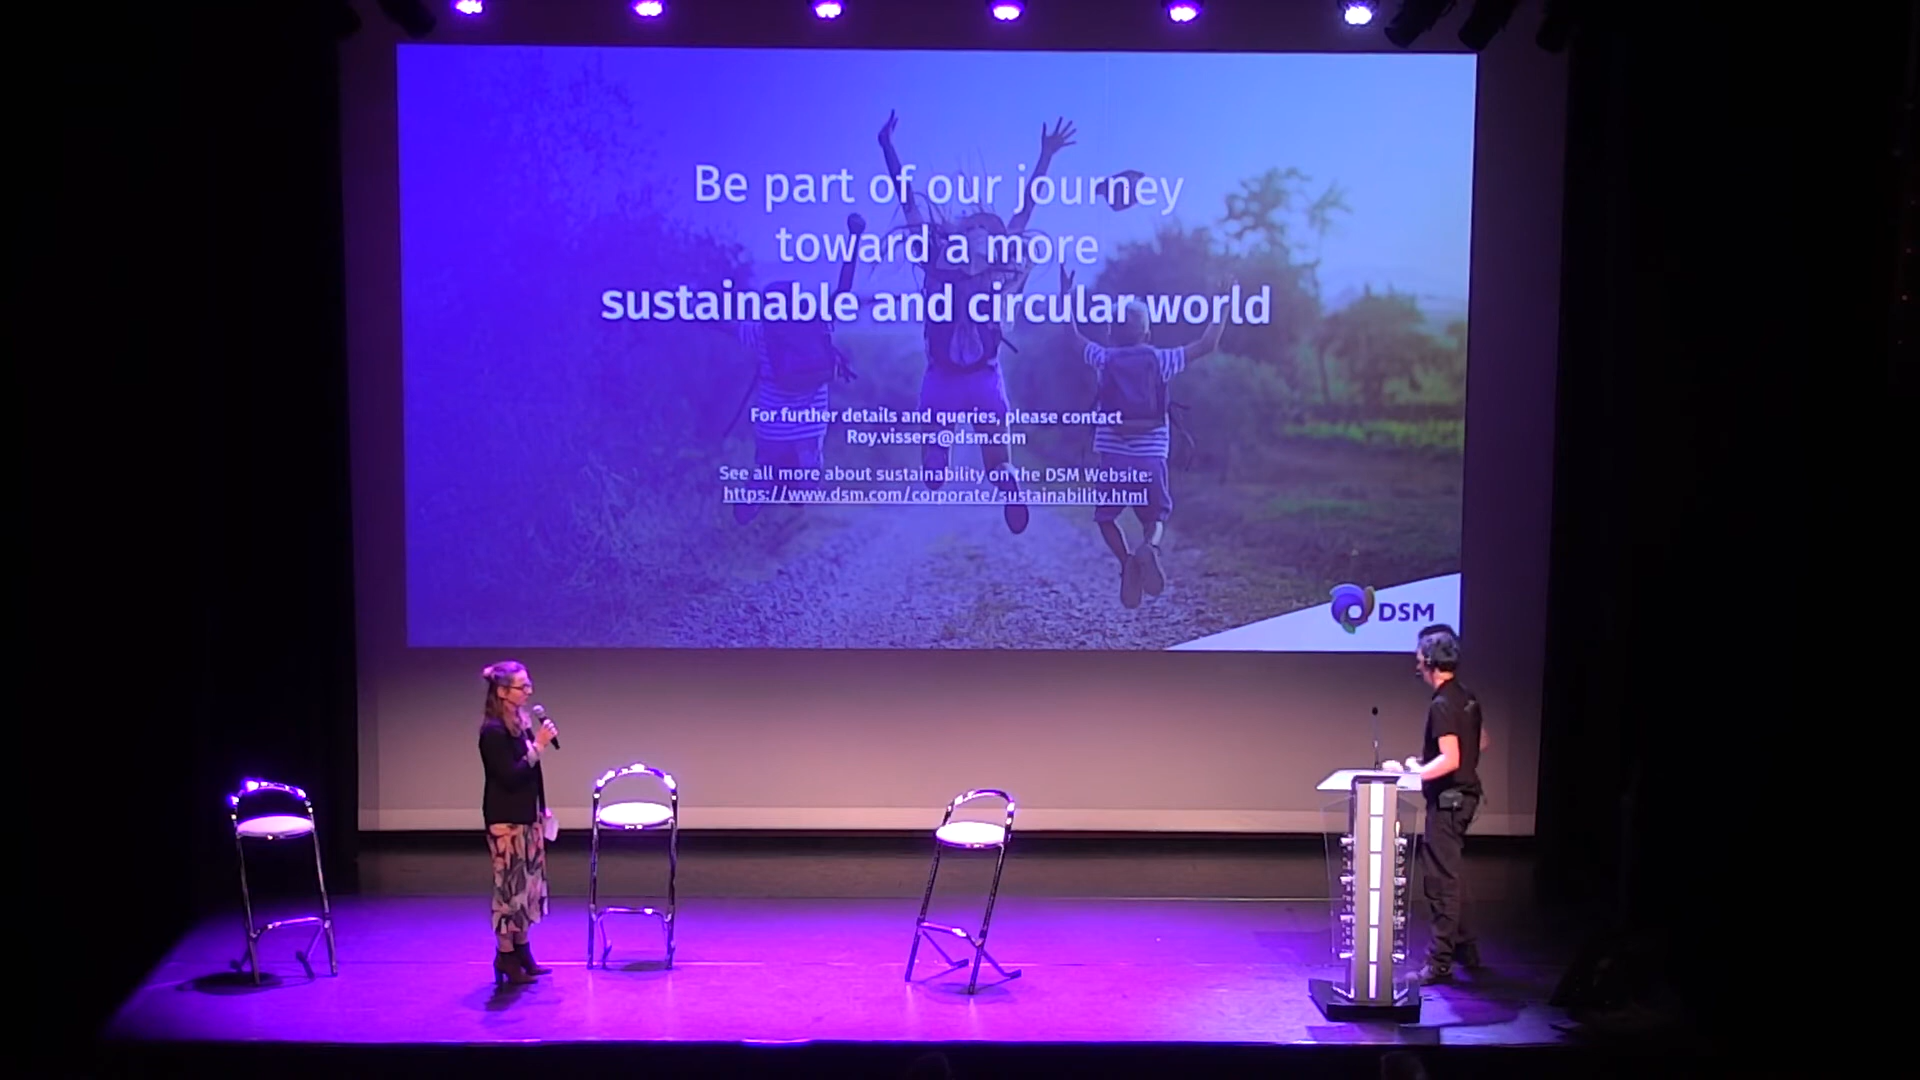 Be part of our journey
toward a more
sustainable and circular world
For further details and queries, please contact
Roy.vissers@dsm.com
See all more about sustainability on the DSM Website:
https://www.dsm.com/corporate/sustainability.html
DSM